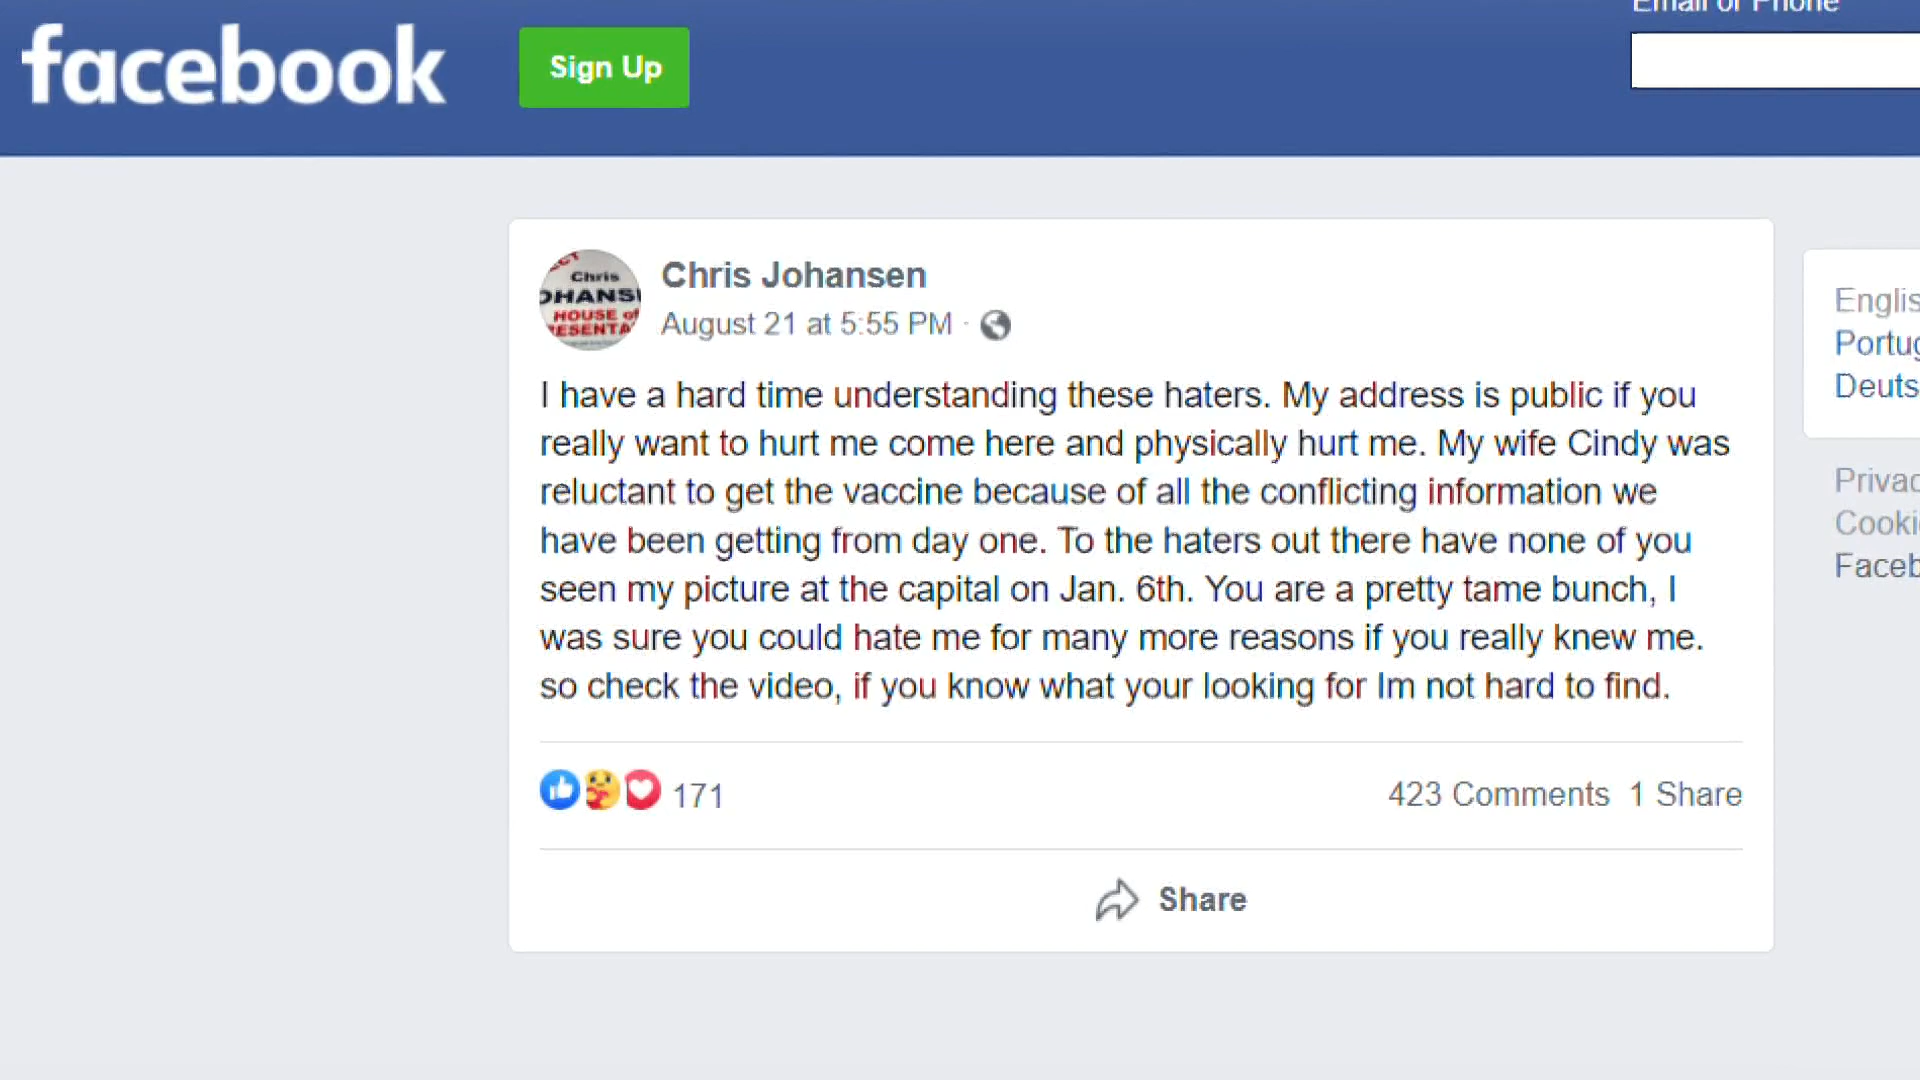 Email or Phone
facebook
Sign Up
Chris Johansen
August 21 at 5:55 PM ·
Chris
HOUSE of
I have a hard time understanding these haters. My address is public if you
really want to hurt me come here and physically hurt me. My wife Cindy was
reluctant to get the vaccine because of all the conflicting information we
have been getting from day one. To the haters out there have none of you
seen my picture at the capital on Jan. 6th. You are a pretty tame bunch, I
was sure you could hate me for many more reasons if you really knew me.
so check the video, if you know what your looking for Im not hard to find.
171
423 Comments 1 Share
Share
Englis
Portug
Deuts
Privac
Cooki
Faceb